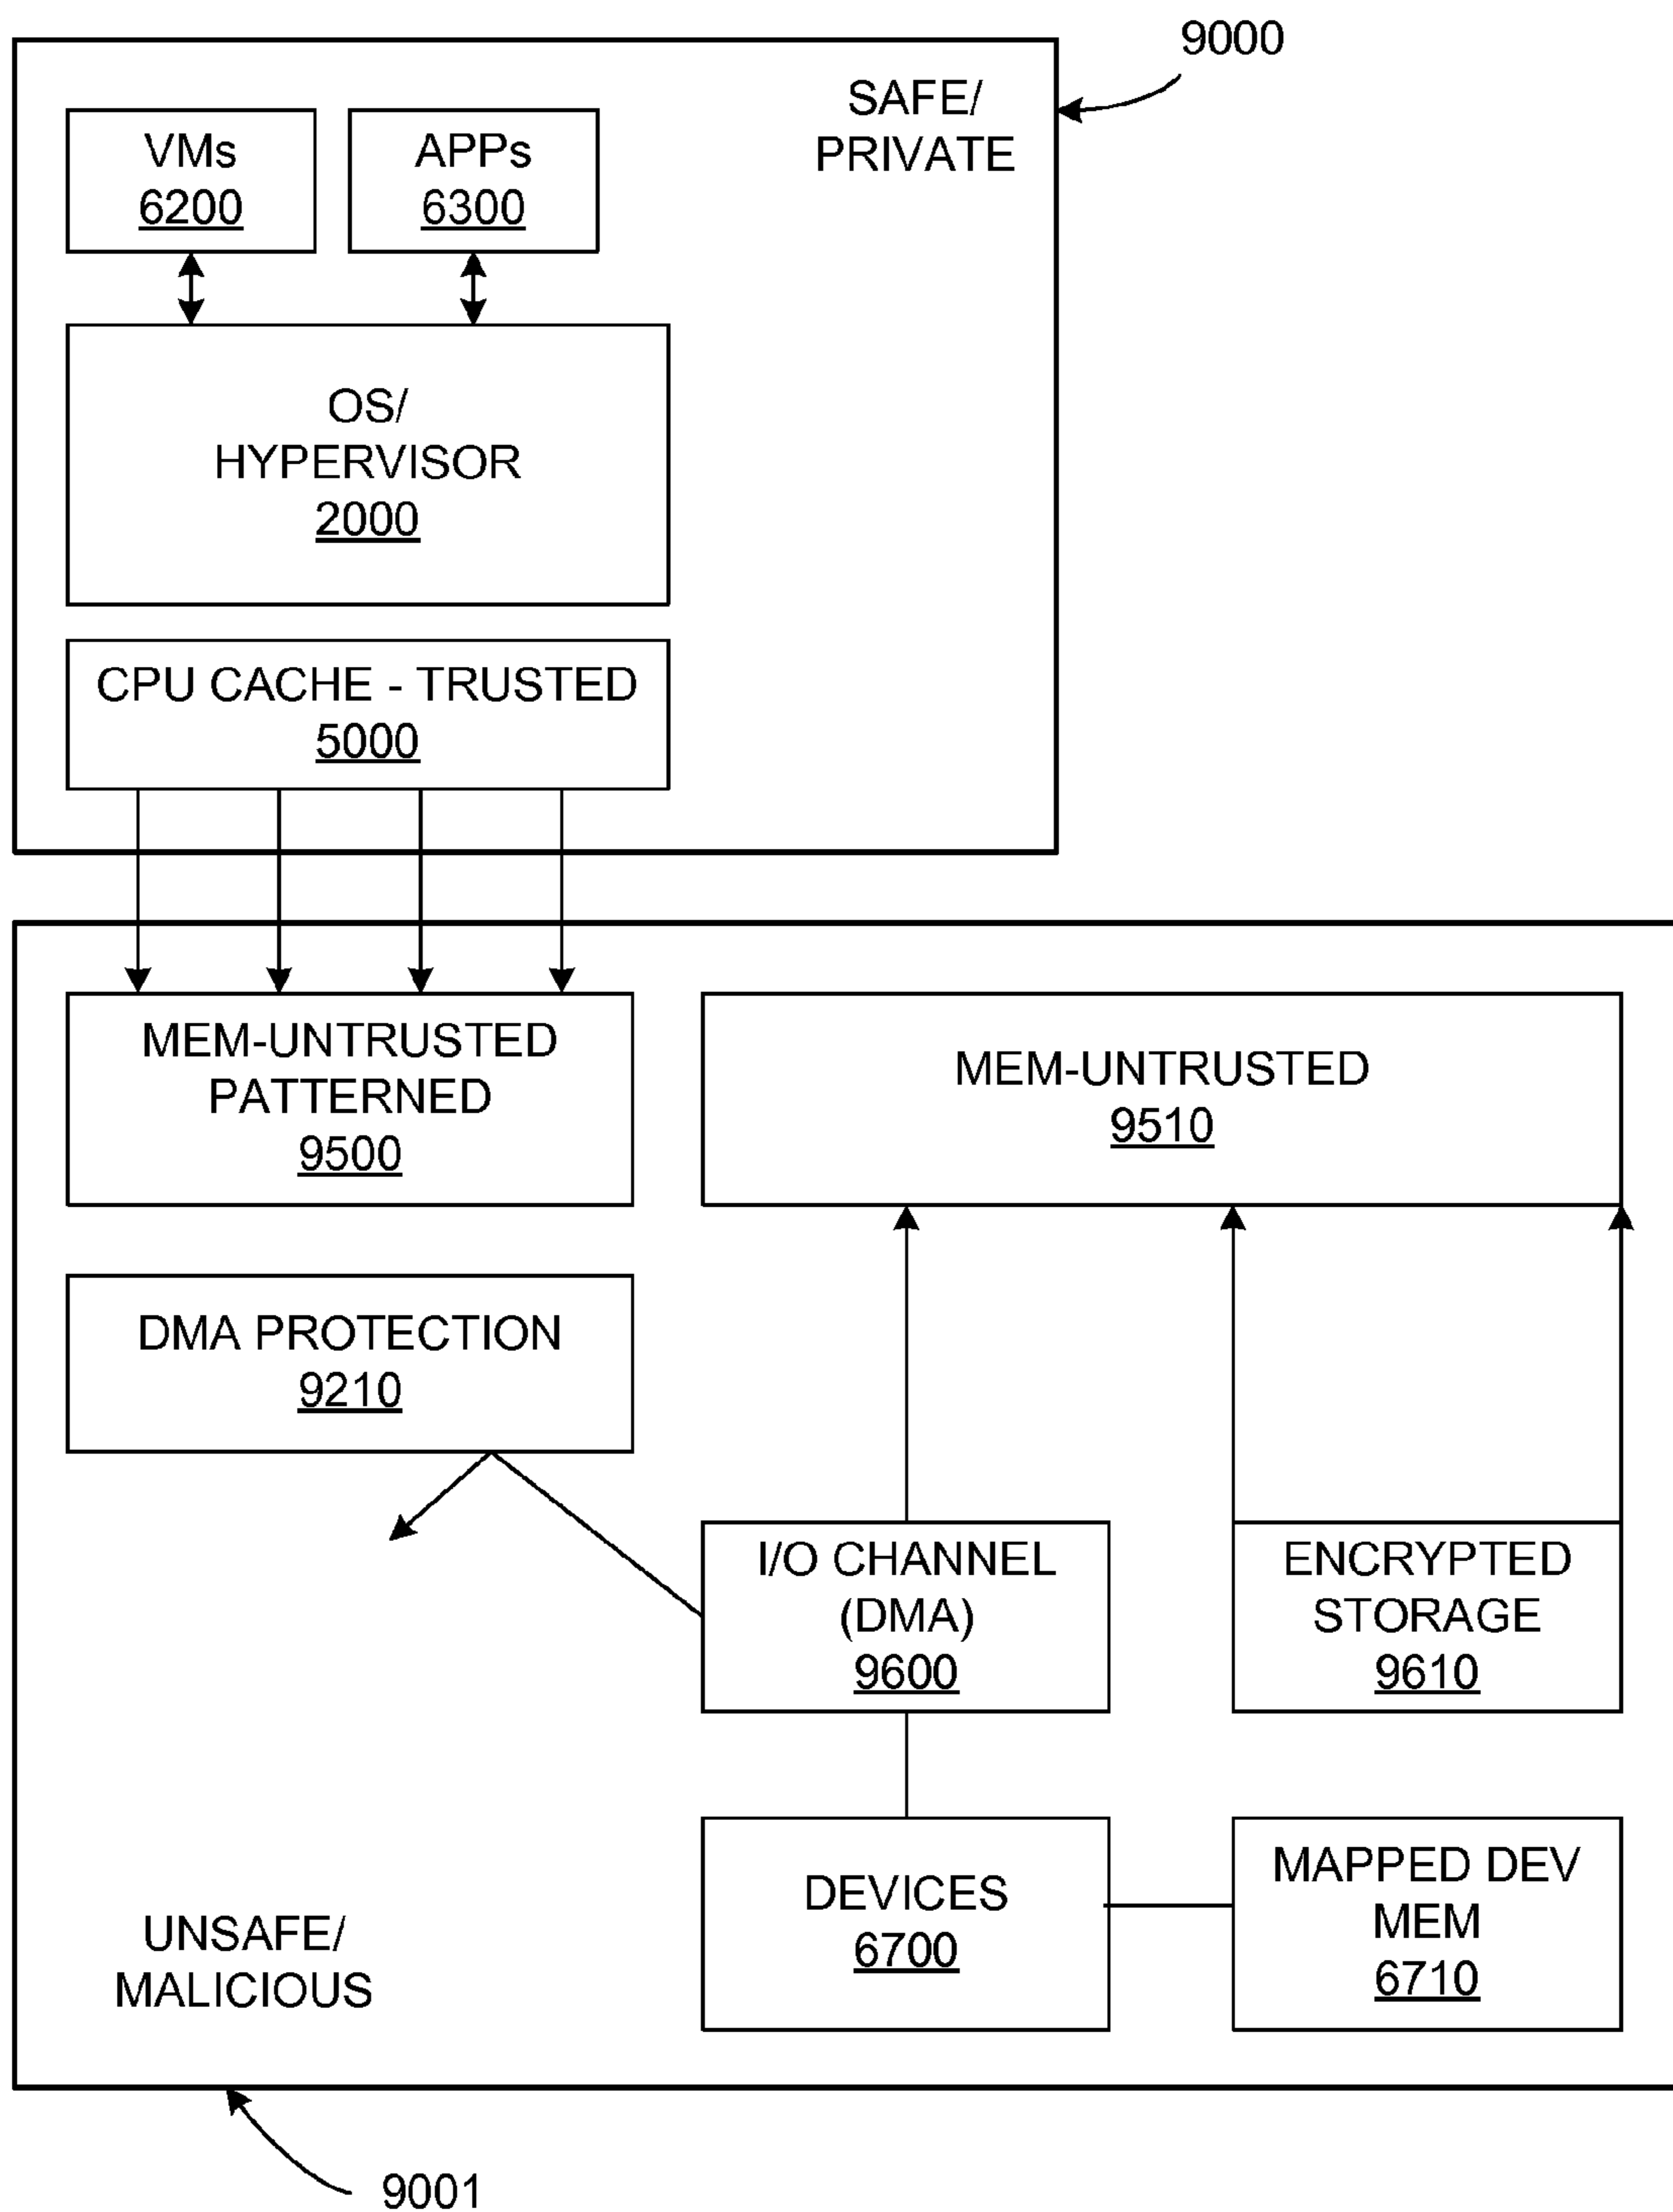 9000
SAFE/
PRIVATE
VMs
6200
APPs
6300
OS/
HYPERVISOR
2000
CPU CACHE - TRUSTED
5000
MEM-UNTRUSTED
PATTERNED
9500
MEM-UNTRUSTED
9510
DMA PROTECTION
9210
I/O CHANNEL
(DMA)
9600
ENCRYPTED
STORAGE
9610
DEVICES
6700
MAPPED DEV
MEM
6710
UNSAFE/
MALICIOUS
9001